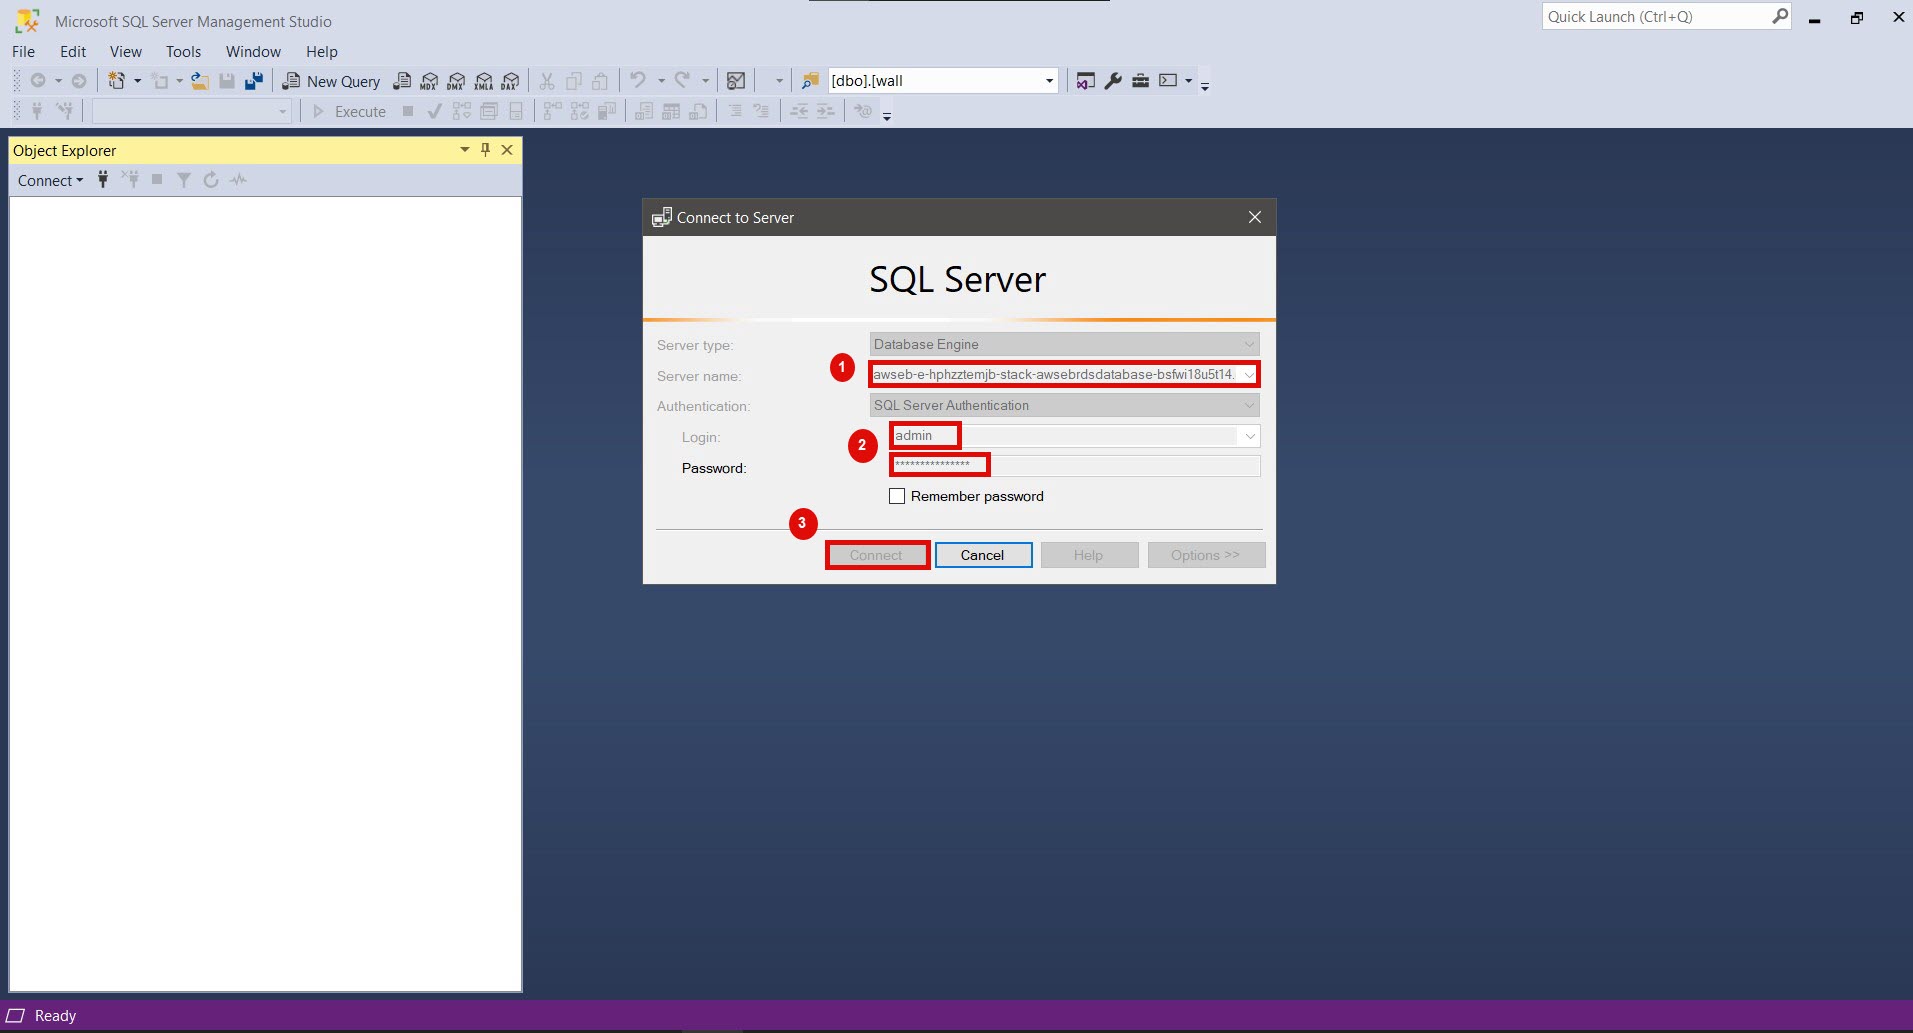 Microsoft SQL Server Management Studio
Quick Launch (Ctrl+Q)
File Edit View Tools Window Help
New Query MDX DMX XMLA DAX [dbo].[wall
Execute
Object Explorer
Connect
Connect to Server
SQL Server
Server type: Database Engine
1
Server name: awseb-e-hphzztemjb-stack-awsebrdsdatabase-bsfwi18u5t14.
Authentication: SQL Server Authentication
2
Login: admin
Password: ***************
Remember password
3
Connect Cancel Help Options >>
Ready